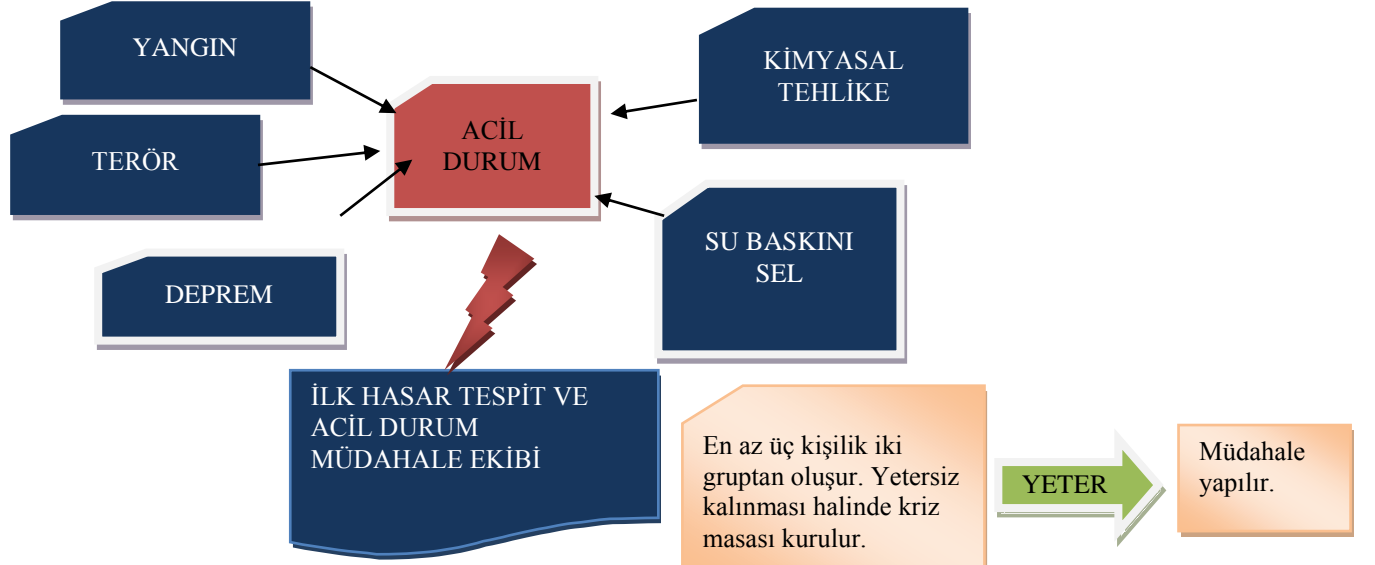 YANGIN
KİMYASAL
TEHLİKE
ACİL
DURUM
TERÖR
SU BASKINI
SEL
DEPREM
İLK HASAR TESPİT VE
ACİL DURUM
MÜDAHALE EKİBİ
En az üç kişilik iki
gruptan oluşur. Yetersiz
kalınması halinde kriz
masası kurulur.
YETER
Müdahale
yapılır.